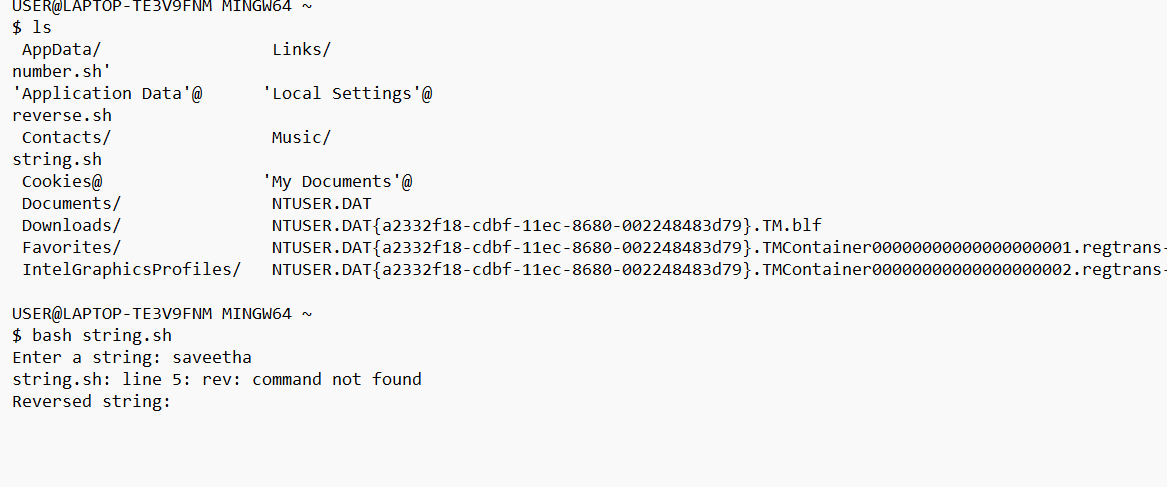 USER@LAPTOP-TE3V9FNM MINGW64 ~
$ ls
 AppData/                 Links/
number.sh'
'Application Data'@      'Local Settings'@
reverse.sh
 Contacts/                Music/
string.sh
 Cookies@                'My Documents'@
 Documents/               NTUSER.DAT
 Downloads/               NTUSER.DAT{a2332f18-cdbf-11ec-8680-002248483d79}.TM.blf
 Favorites/               NTUSER.DAT{a2332f18-cdbf-11ec-8680-002248483d79}.TMContainer00000000000000000001.regtrans-
 IntelGraphicsProfiles/   NTUSER.DAT{a2332f18-cdbf-11ec-8680-002248483d79}.TMContainer00000000000000000002.regtrans-
USER@LAPTOP-TE3V9FNM MINGW64 ~
$ bash string.sh
Enter a string: saveetha
string.sh: line 5: rev: command not found
Reversed string: